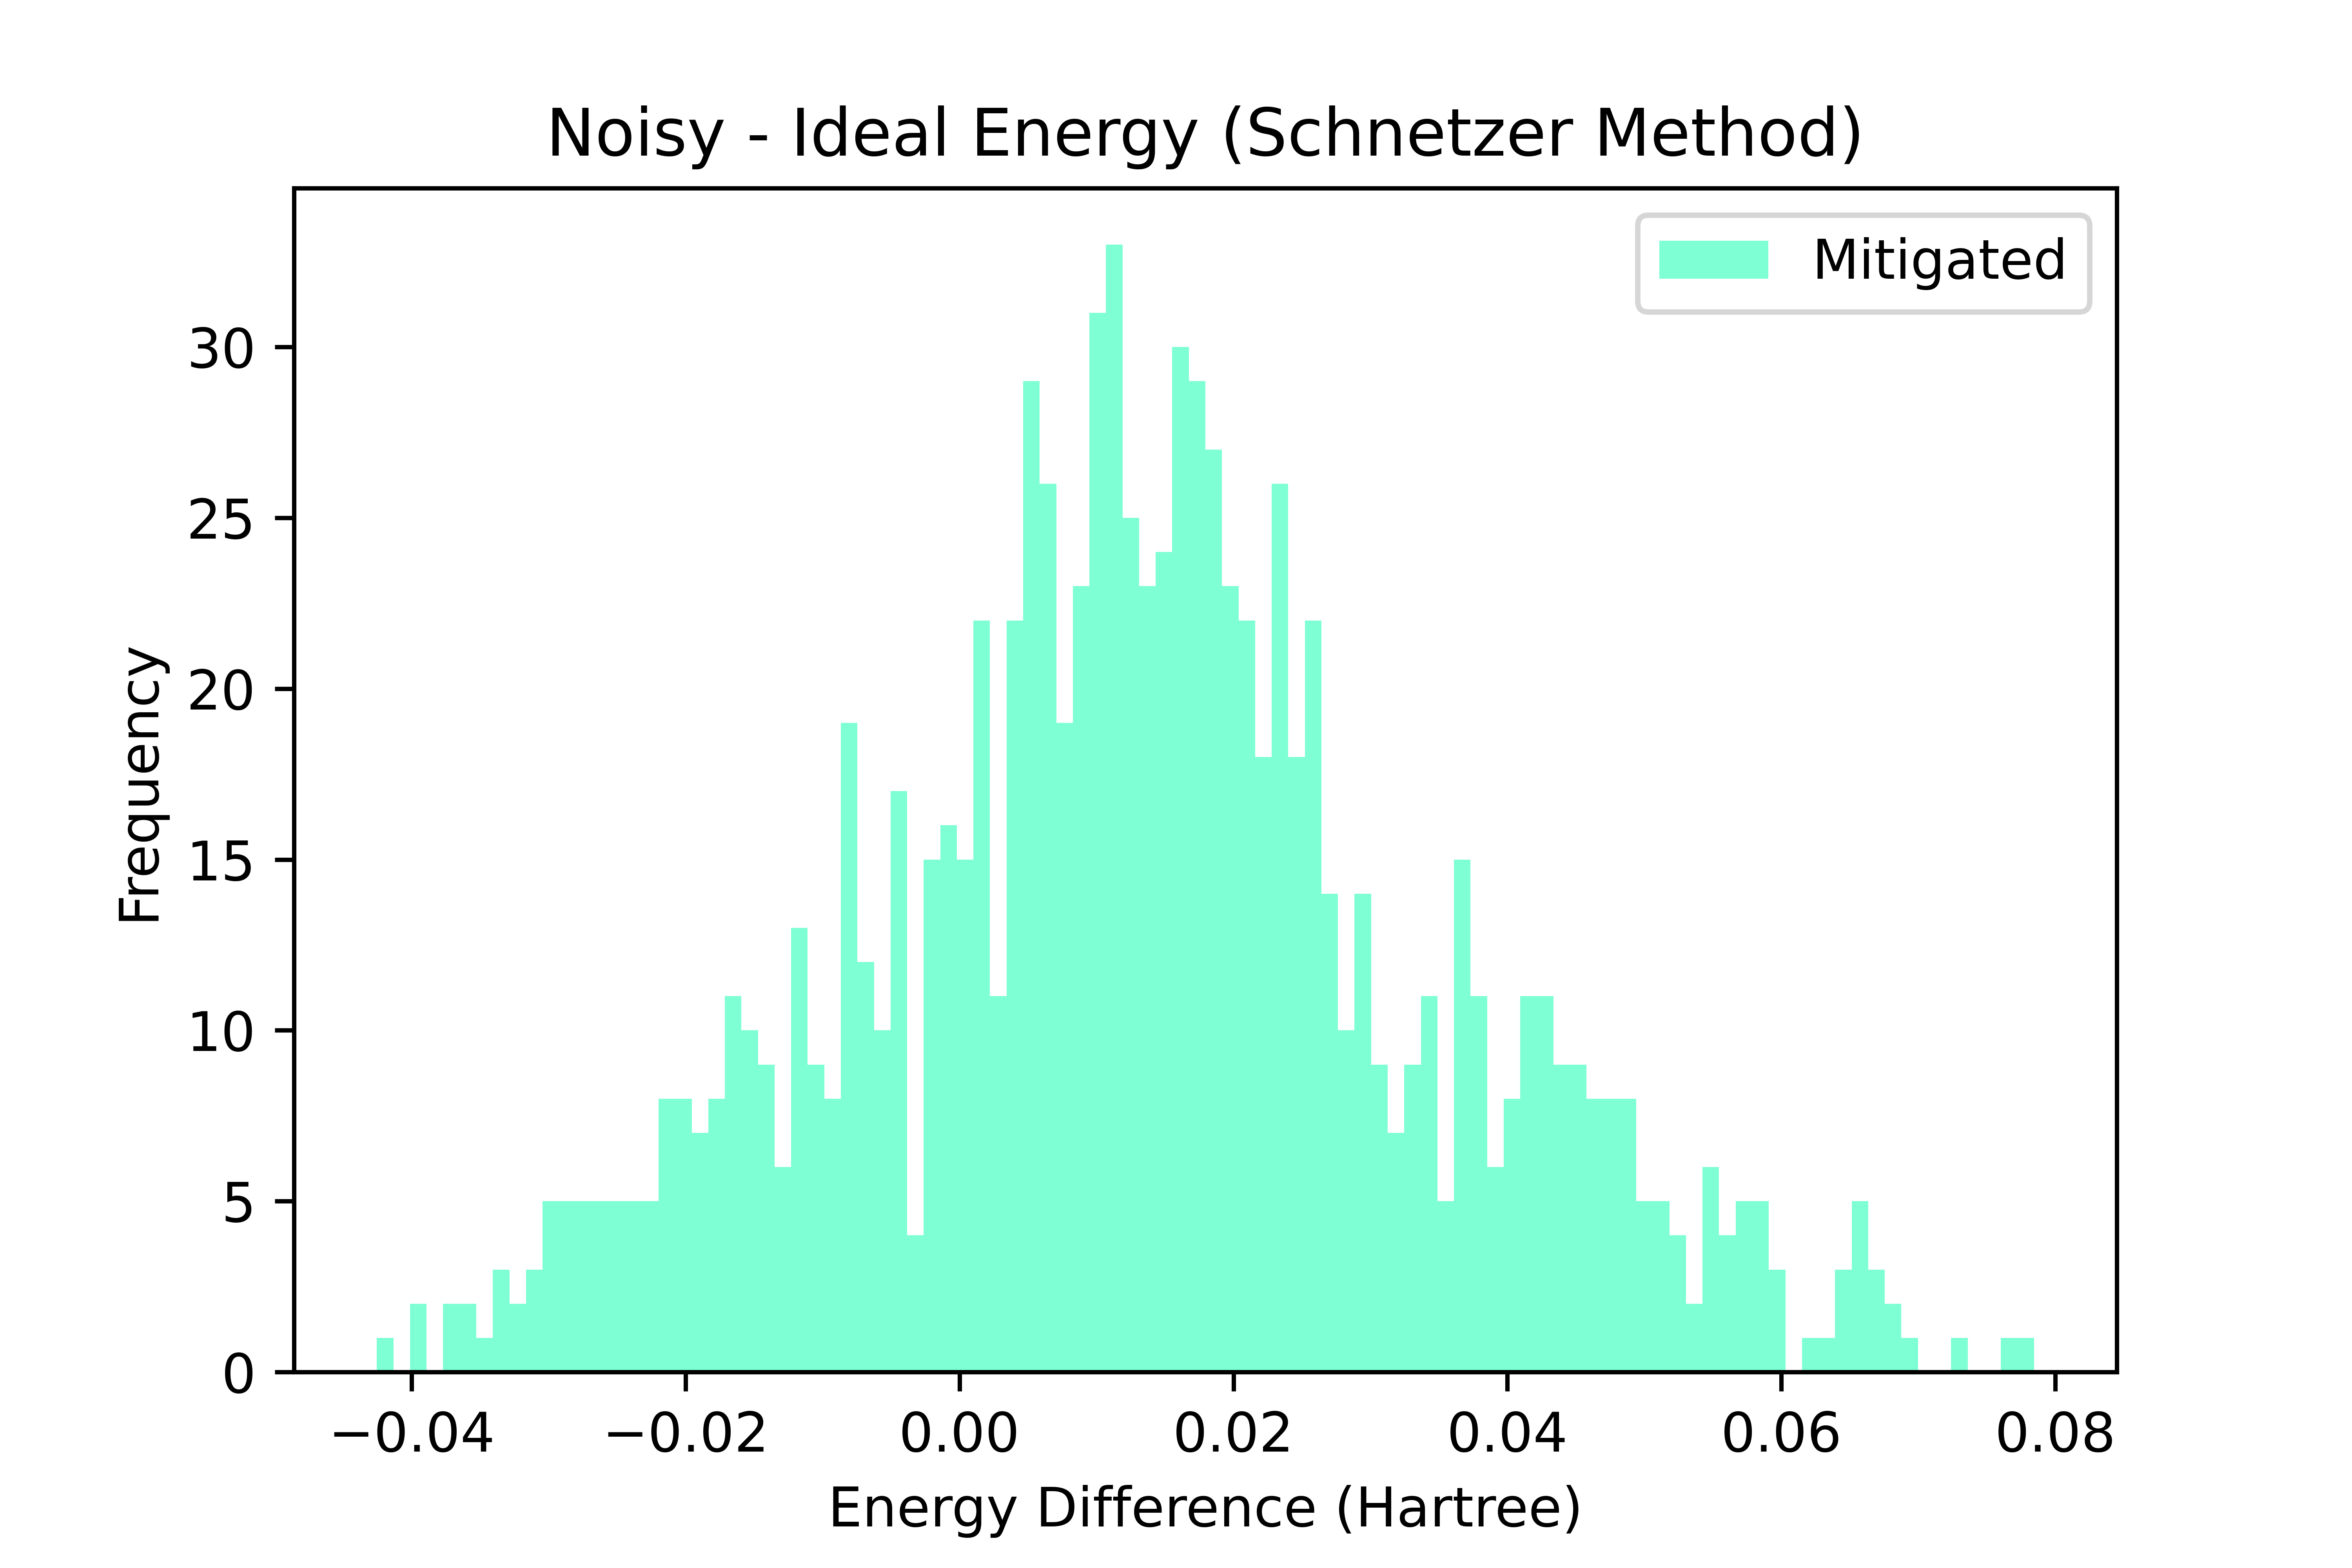 Noisy - Ideal Energy (Schnetzer Method)
Mitigated
30
25
20
15
10
5
0
Frequency
−0.04 −0.02 0.00 0.02 0.04 0.06 0.08
Energy Difference (Hartree)